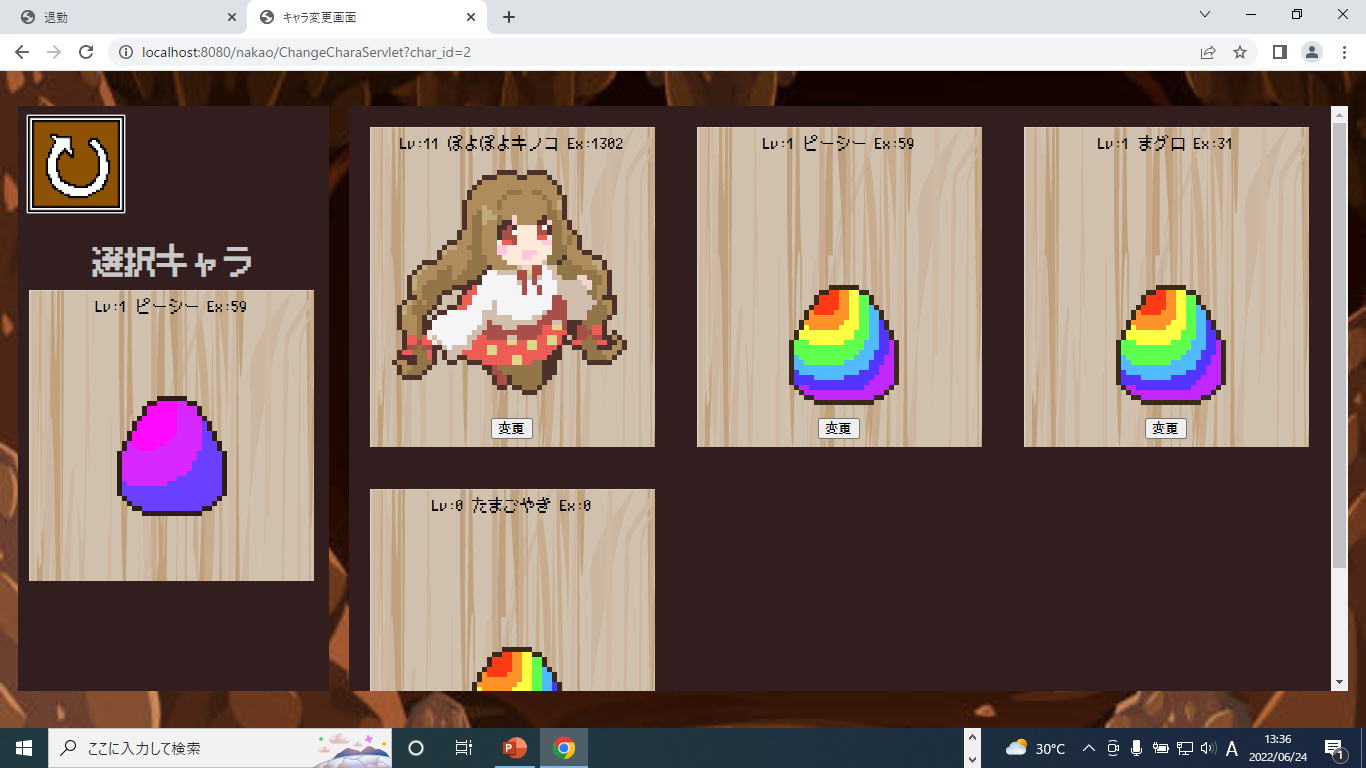 退勤
キャラ変更画面
localhost:8080/nakao/ChangeCharaServlet?char_id=2
選択キャラ
Lv:1 ピーシー Ex:59
Lv:11 ぽよぽよキノコ Ex:1302
変更
Lv:1 ピーシー Ex:59
変更
Lv:1 まグロ Ex:31
変更
Lv:0 たまごやき Ex:0
ここに入力して検索
P
30°C
A
13:36
2022/06/24
1